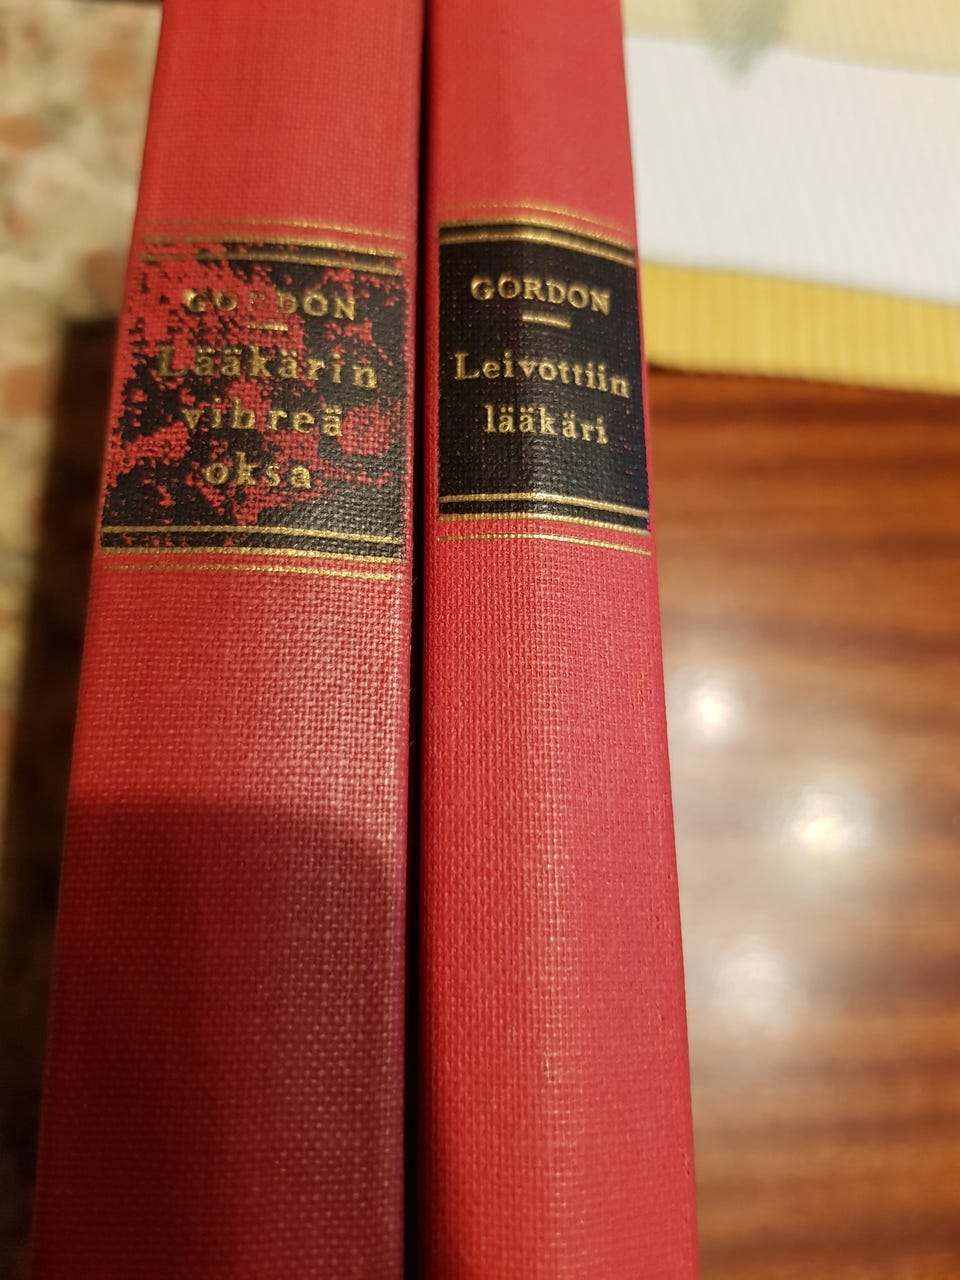 GORDON
Lääkärin
vihreä
oksa
GORDON
Leivottiin
lääkäri